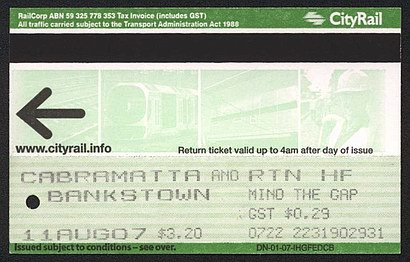 RailCorp ABN 59 325 778 353 Tax Invoice (includes GST)
All traffic carried subject to the Transport Administration Act 1988
CityRail
www.cityrail.info
Return ticket valid up to 4am after day of issue
CABRAMATTA AND RTN HF
BANKSTOWN MIND THE GAP
GST $0.29
11AUG07 $3.20 0722 2231902931
Issued subject to conditions – see over. DN-01-07-IHGFEDCB